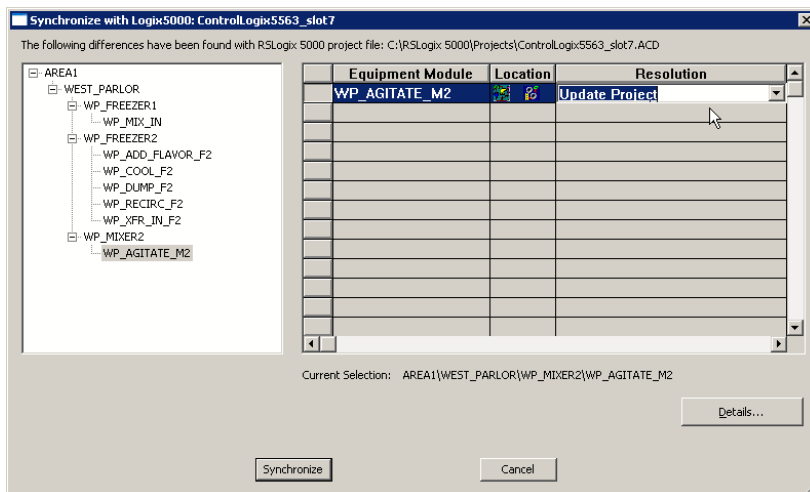 Synchronize with Logix5000: ControlLogix5563_slot7
The following differences have been found with RSLogix 5000 project file: C:\RSLogix 5000\Projects\ControlLogix5563_slot7.ACD
AREA1
WEST_PARLOR
WP_FREEZER1
WP_MIX_IN
WP_FREEZER2
WP_ADD_FLAVOR_F2
WP_COOL_F2
WP_DUMP_F2
WP_RECIRC_F2
WP_XFR_IN_F2
WP_MIXER2
WP_AGITATE_M2
Equipment Module Location Resolution
WP_AGITATE_M2 Update Project
Current Selection: AREA1\WEST_PARLOR\WP_MIXER2\WP_AGITATE_M2
Details...
Synchronize Cancel